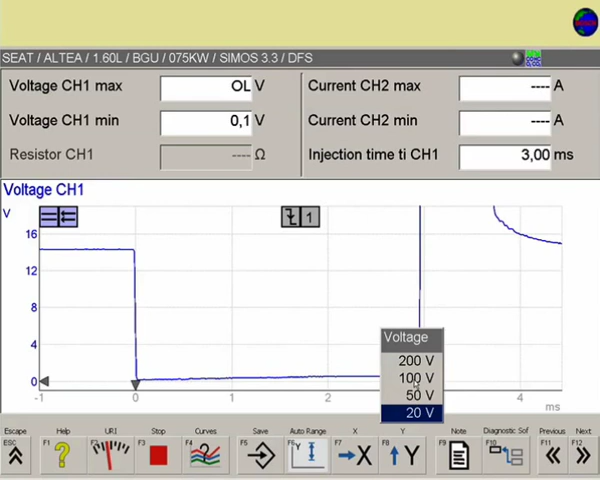 SEAT / ALTEA / 1.60L / BGU / 075KW / SIMOS 3.3 / DFS
Voltage CH1 max OL V Current CH2 max ---- A
Voltage CH1 min 0,1 V Current CH2 min ---- A
Resistor CH1 ---- Ω Injection time ti CH1 3,00 ms
Voltage CH1
V
16
1
12
8
4
0
Voltage
200 V
100 V
50 V
20 V
-1 0 1 2 4 ms
Escape Help URI Stop Curves Save Auto Range X Y Note Diagnostic Sof Previous Next
ESC F1 F2 F3 F4 F5 F6 Y F7 X F8 Y F9 F10 F11 F12